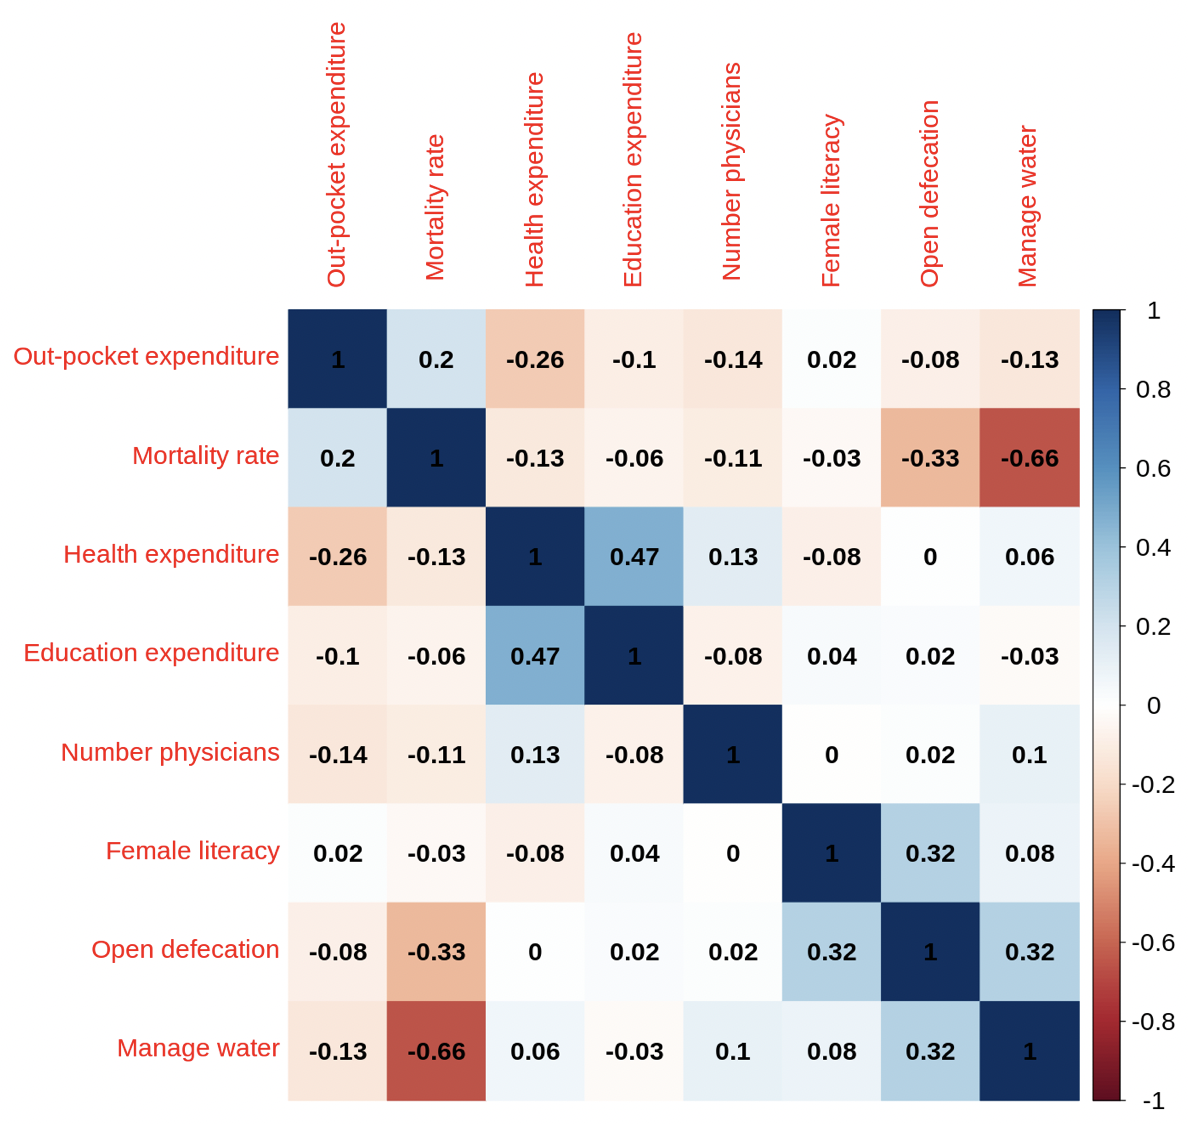 Out-pocket expenditure
Mortality rate
Health expenditure
Education expenditure
Number physicians
Female literacy
Open defecation
Manage water
Out-pocket expenditure 1 0.2 -0.26 -0.1 -0.14 0.02 -0.08 -0.13
Mortality rate 0.2 1 -0.13 -0.06 -0.11 -0.03 -0.33 -0.66
Health expenditure -0.26 -0.13 1 0.47 0.13 -0.08 0 0.06
Education expenditure -0.1 -0.06 0.47 1 -0.08 0.04 0.02 -0.03
Number physicians -0.14 -0.11 0.13 -0.08 1 0 0.02 0.1
Female literacy 0.02 -0.03 -0.08 0.04 0 1 0.32 0.08
Open defecation -0.08 -0.33 0 0.02 0.02 0.32 1 0.32
Manage water -0.13 -0.66 0.06 -0.03 0.1 0.08 0.32 1
1
0.8
0.6
0.4
0.2
0
-0.2
-0.4
-0.6
-0.8
-1